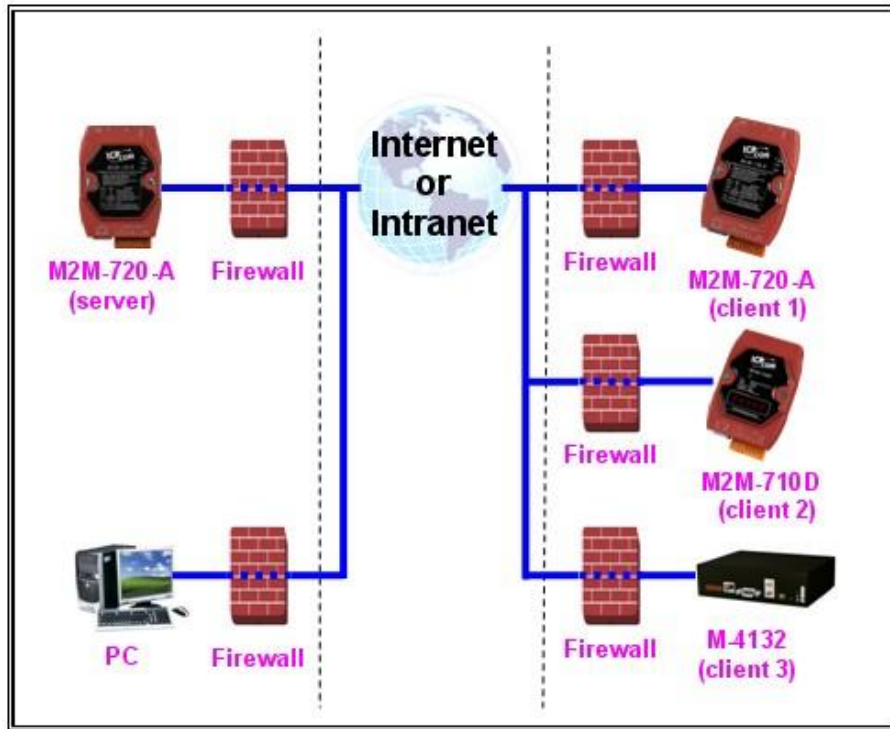 Internet
or
Intranet
M2M-720-A
(server)
Firewall
Firewall
M2M-720-A
(client 1)
Firewall
M2M-710D
(client 2)
PC
Firewall
Firewall
M-4132
(client 3)